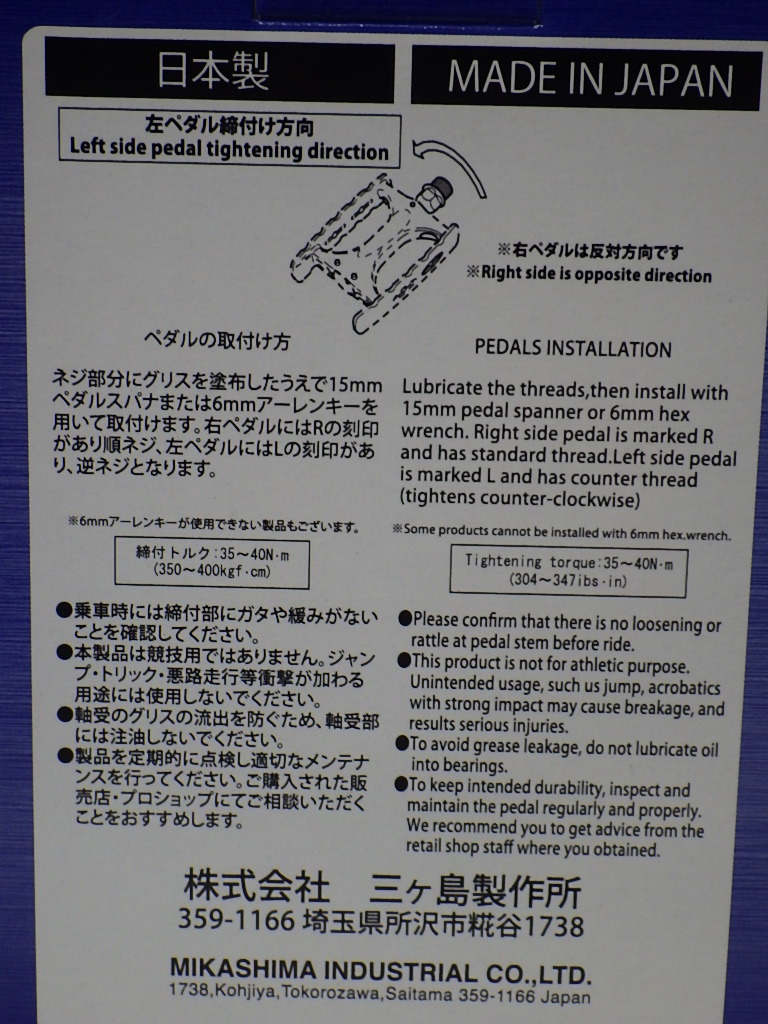 日本製
MADE IN JAPAN
左ペダル締付け方向
Left side pedal tightening direction
※右ペダルは反対方向です
※Right side is opposite direction
ペダルの取付け方
ネジ部分にグリスを塗布したうえで15mm
ペダルスパナまたは6mmアーレンキーを
用いて取付けます。右ペダルにはRの刻印
があり順ネジ、左ペダルにはLの刻印があ
り、逆ネジとなります。
※6mmアーレンキーが使用できない製品もございます。
締付トルク:35～40N·m
(350～400kgf·cm)
●乗車時には締付部にガタや緩みがない
ことを確認してください。
●本製品は競技用ではありません。ジャン
プ・トリック・悪路走行等衝撃が加わる
用途には使用しないでください。
●軸受のグリスの流出を防ぐため、軸受部
には注油しないでください。
●製品を定期的に点検し適切なメンテナ
ンスを行ってください。ご購入された販
売店・プロショップにてご相談いただく
ことをおすすめします。
PEDALS INSTALLATION
Lubricate the threads,then install with
15mm pedal spanner or 6mm hex
wrench. Right side pedal is marked R
and has standard thread.Left side pedal
is marked L and has counter thread
(tightens counter-clockwise)
※Some products cannot be installed with 6mm hex.wrench.
Tightening torque:35～40N·m
(304～347ibs·in)
●Please confirm that there is no loosening or
rattle at pedal stem before ride.
●This product is not for athletic purpose.
Unintended usage, such us jump, acrobatics
with strong impact may cause breakage, and
results serious injuries.
●To avoid grease leakage, do not lubricate oil
into bearings.
●To keep intended durability, inspect and
maintain the pedal regularly and properly.
We recommend you to get advice from the
retail shop staff where you obtained.
株式会社 三ヶ島製作所
359-1166 埼玉県所沢市糀谷1738
MIKASHIMA INDUSTRIAL CO.,LTD.
1738,Kohjiya,Tokorozawa,Saitama 359-1166 Japan